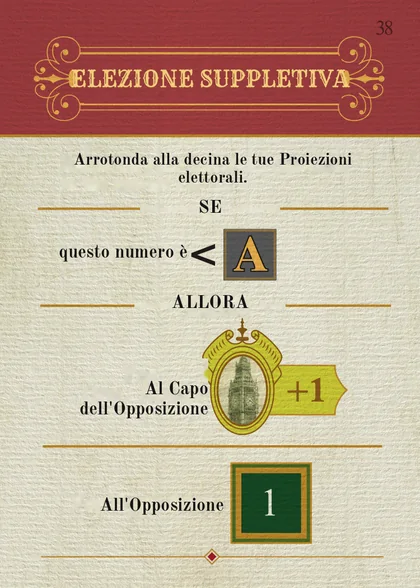 38
ELEZIONE SUPPLETIVA
Arrotonda alla decina le tue Proiezioni
elettorali.
SE
questo numero è < A
ALLORA
Al Capo
dell'Opposizione
+1
All'Opposizione 1